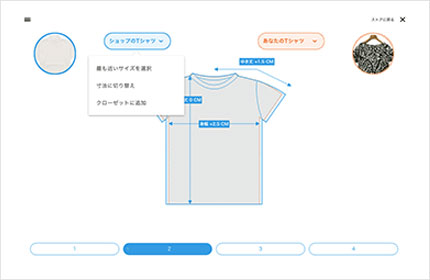 メトクに戻る ×
ショップのTシャツ
あなたのTシャツ
最も近いサイズを選択
寸法に切り替え
クローゼットに追加
ゆき丈 +1.5 CM
丈 0 CM
身幅 +2.5 CM
1
2
3
4